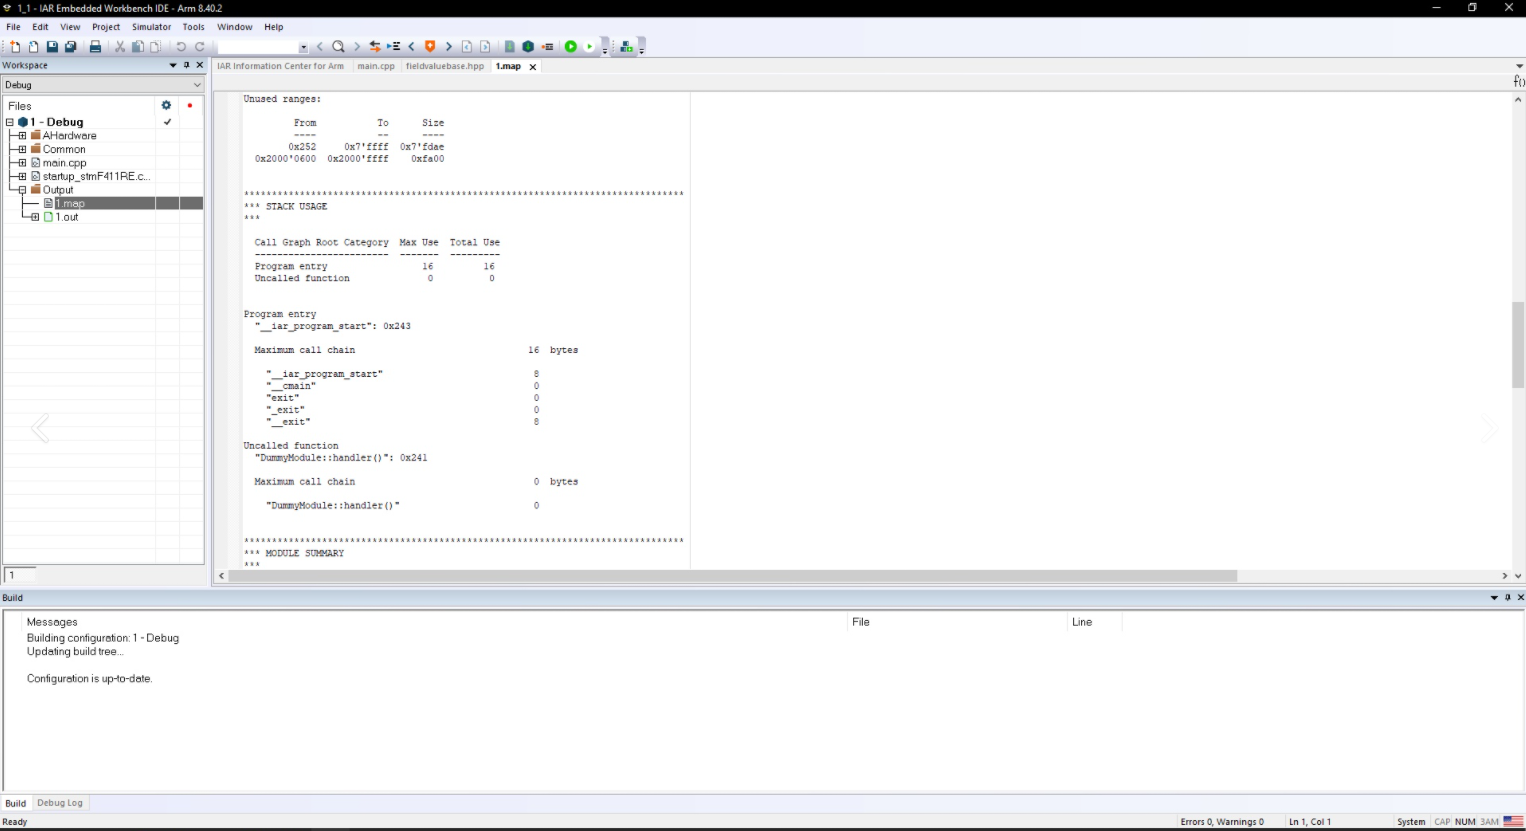 1_1 - IAR Embedded Workbench IDE - Arm 8.40.2
File Edit View Project Simulator Tools Window Help
Workspace
Debug
Files
1 - Debug
AHardware
Common
main.cpp
startup_stmF411RE.c...
Output
1.map
1.out
1
IAR Information Center for Arm main.cpp fieldvaluebase.hpp 1.map
f()
Unused ranges:
From To Size
---- -- ----
0x252 0x7'ffff 0x7'fdae
0x2000'0600 0x2000'ffff 0xfa00
*******************************************************************************
*** STACK USAGE
***
Call Graph Root Category Max Use Total Use
------------------------ ------- ---------
Program entry 16 16
Uncalled function 0 0
Program entry
"__iar_program_start": 0x243
Maximum call chain 16 bytes
"__iar_program_start" 8
"__cmain" 0
"exit" 0
"_exit" 0
"__exit" 8
Uncalled function
"DummyModule::handler()": 0x241
Maximum call chain 0 bytes
"DummyModule::handler()" 0
*******************************************************************************
*** MODULE SUMMARY
***
Build
Messages File Line
Building configuration: 1 - Debug
Updating build tree...
Configuration is up-to-date.
Build Debug Log
Ready Errors 0, Warnings 0 Ln 1, Col 1 System CAP NUM ЗАМ